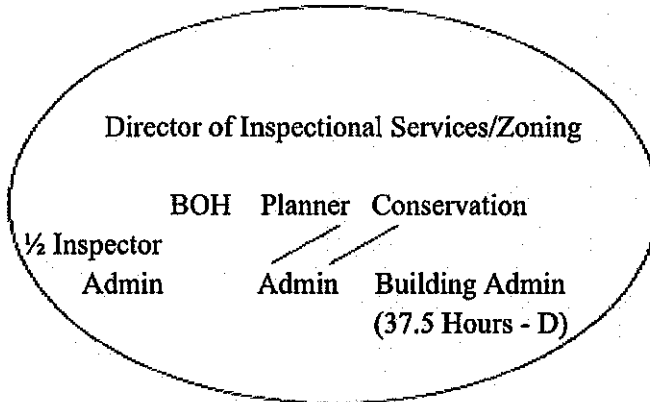 Director of Inspectional Services/Zoning
BOH Planner Conservation
½ Inspector
Admin Admin Building Admin
(37.5 Hours - D)